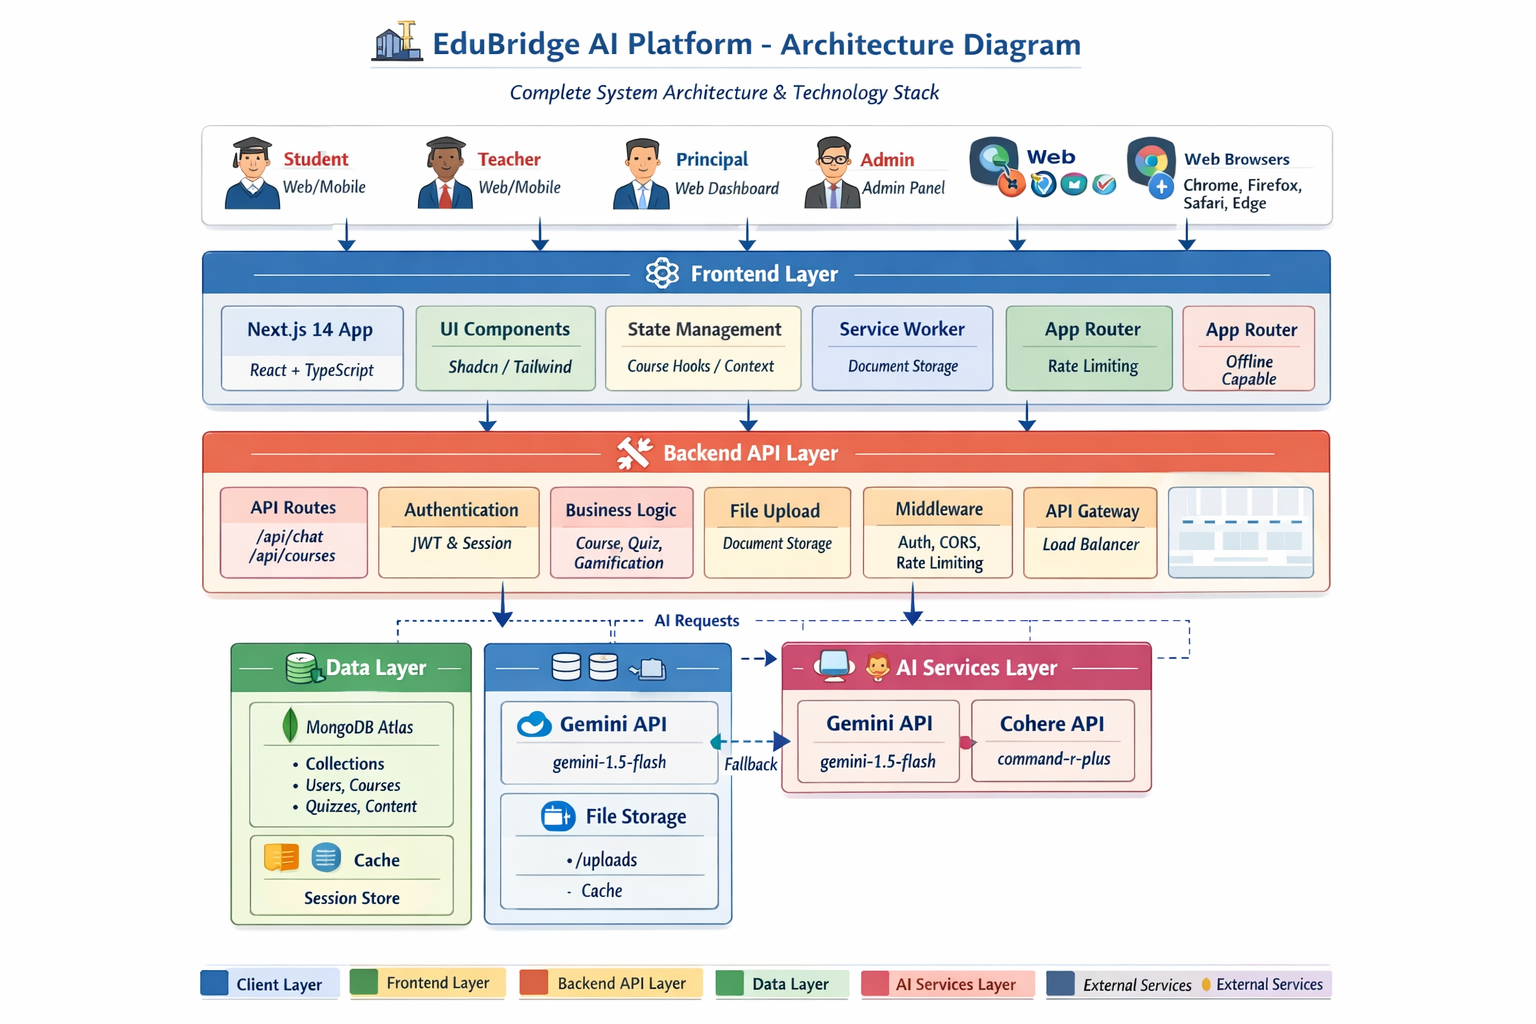 EduBridge AI Platform - Architecture Diagram
Complete System Architecture & Technology Stack
Student
Web/Mobile
Teacher
Web/Mobile
Principal
Web Dashboard
Admin
Admin Panel
Web
Web Browsers
Chrome, Firefox,
Safari, Edge
Frontend Layer
Next.js 14 App
React + TypeScript
UI Components
Shadcn / Tailwind
State Management
Course Hooks / Context
Service Worker
Document Storage
App Router
Rate Limiting
App Router
Offline
Capable
Backend API Layer
API Routes
/api/chat
/api/courses
Authentication
JWT & Session
Business Logic
Course, Quiz,
Gamification
File Upload
Document Storage
Middleware
Auth, CORS,
Rate Limiting
API Gateway
Load Balancer
AI Requests
Data Layer
MongoDB Atlas
• Collections
• Users, Courses
• Quizzes, Content
Cache
Session Store
Gemini API
gemini-1.5-flash
File Storage
• /uploads
- Cache
Fallback
AI Services Layer
Gemini API
gemini-1.5-flash
Cohere API
command-r-plus
Client Layer
Frontend Layer
Backend API Layer
Data Layer
AI Services Layer
External Services
External Services